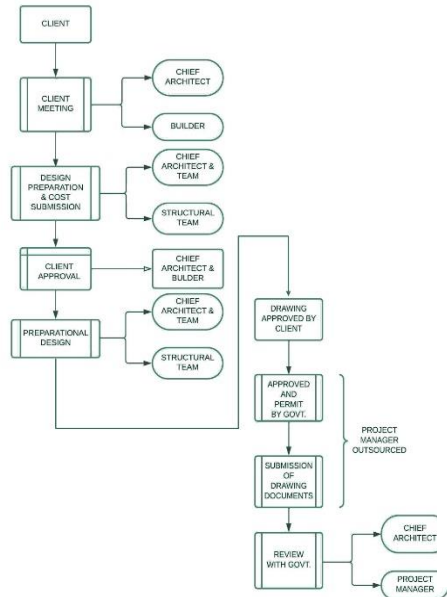 CLIENT
CLIENT
MEETING
CHIEF
ARCHITECT
BUILDER
DESIGN
PREPARATION
& COST
SUBMISSION
CHIEF
ARCHITECT &
TEAM
STRUCTURAL
TEAM
CLIENT
APPROVAL
CHIEF
ARCHITECT &
BULDER
PREPARATIONAL
DESIGN
CHIEF
ARCHITECT
& TEAM
STRUCTURAL
TEAM
DRAWING
APPROVED BY
CLIENT
APPROVED
AND
PERMIT
BY GOVT.
SUBMISSION
OF
DRAWING
DOCUMENTS
PROJECT
MANAGER
OUTSOURCED
REVIEW
WITH GOVT.
CHIEF
ARCHITECT
PROJECT
MANAGER